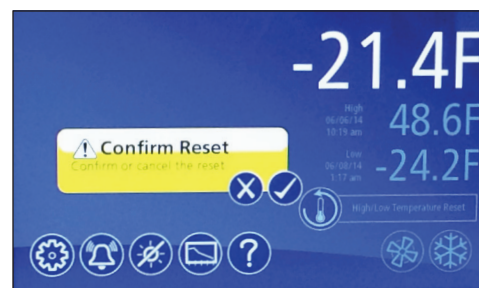 -21.4F
High
06/06/14
10:19 am
48.6F
Low
06/08/14
1:17 am
-24.2F
Confirm Reset
Confirm or cancel the reset.
High/Low Temperature Reset
?